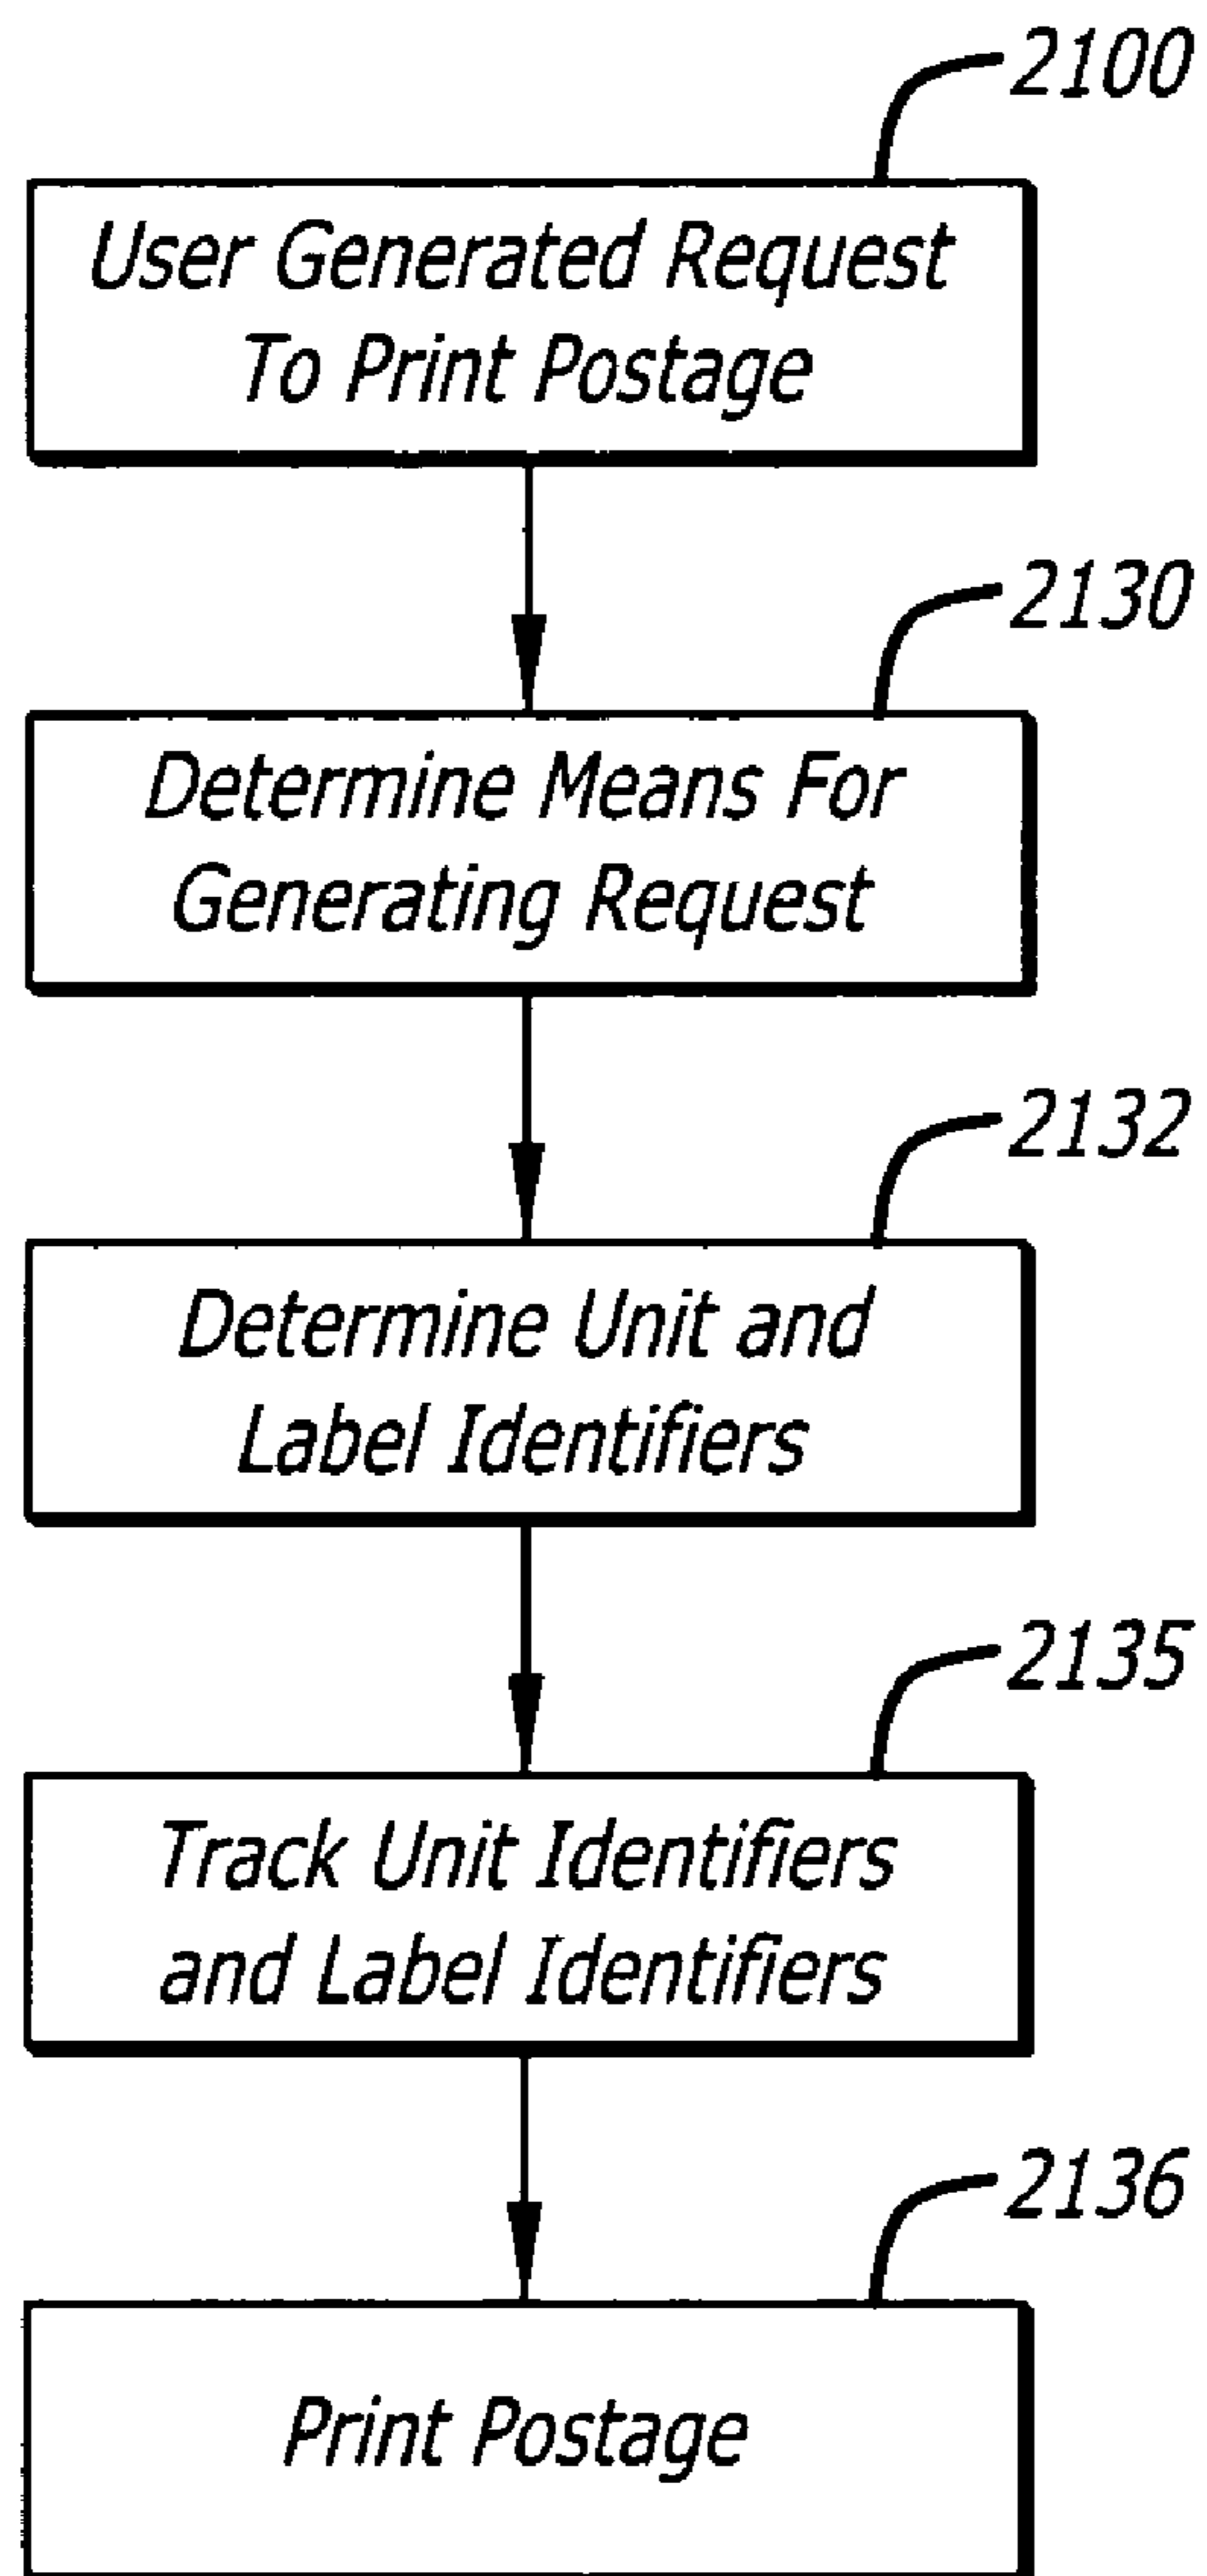 2100
User Generated Request
To Print Postage
2130
Determine Means For
Generating Request
2132
Determine Unit and
Label Identifiers
2135
Track Unit Identifiers
and Label Identifiers
2136
Print Postage